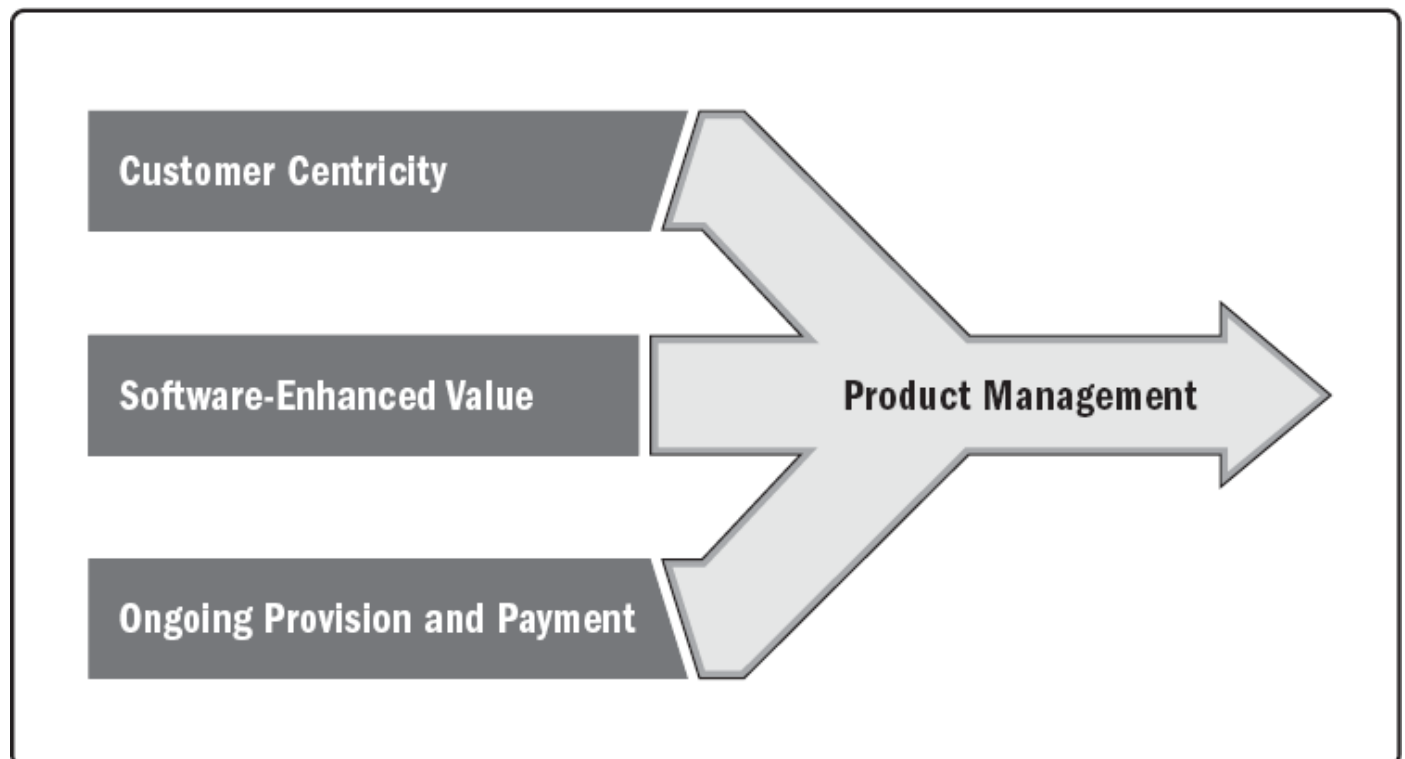 Customer Centricity
Software-Enhanced Value
Product Management
Ongoing Provision and Payment